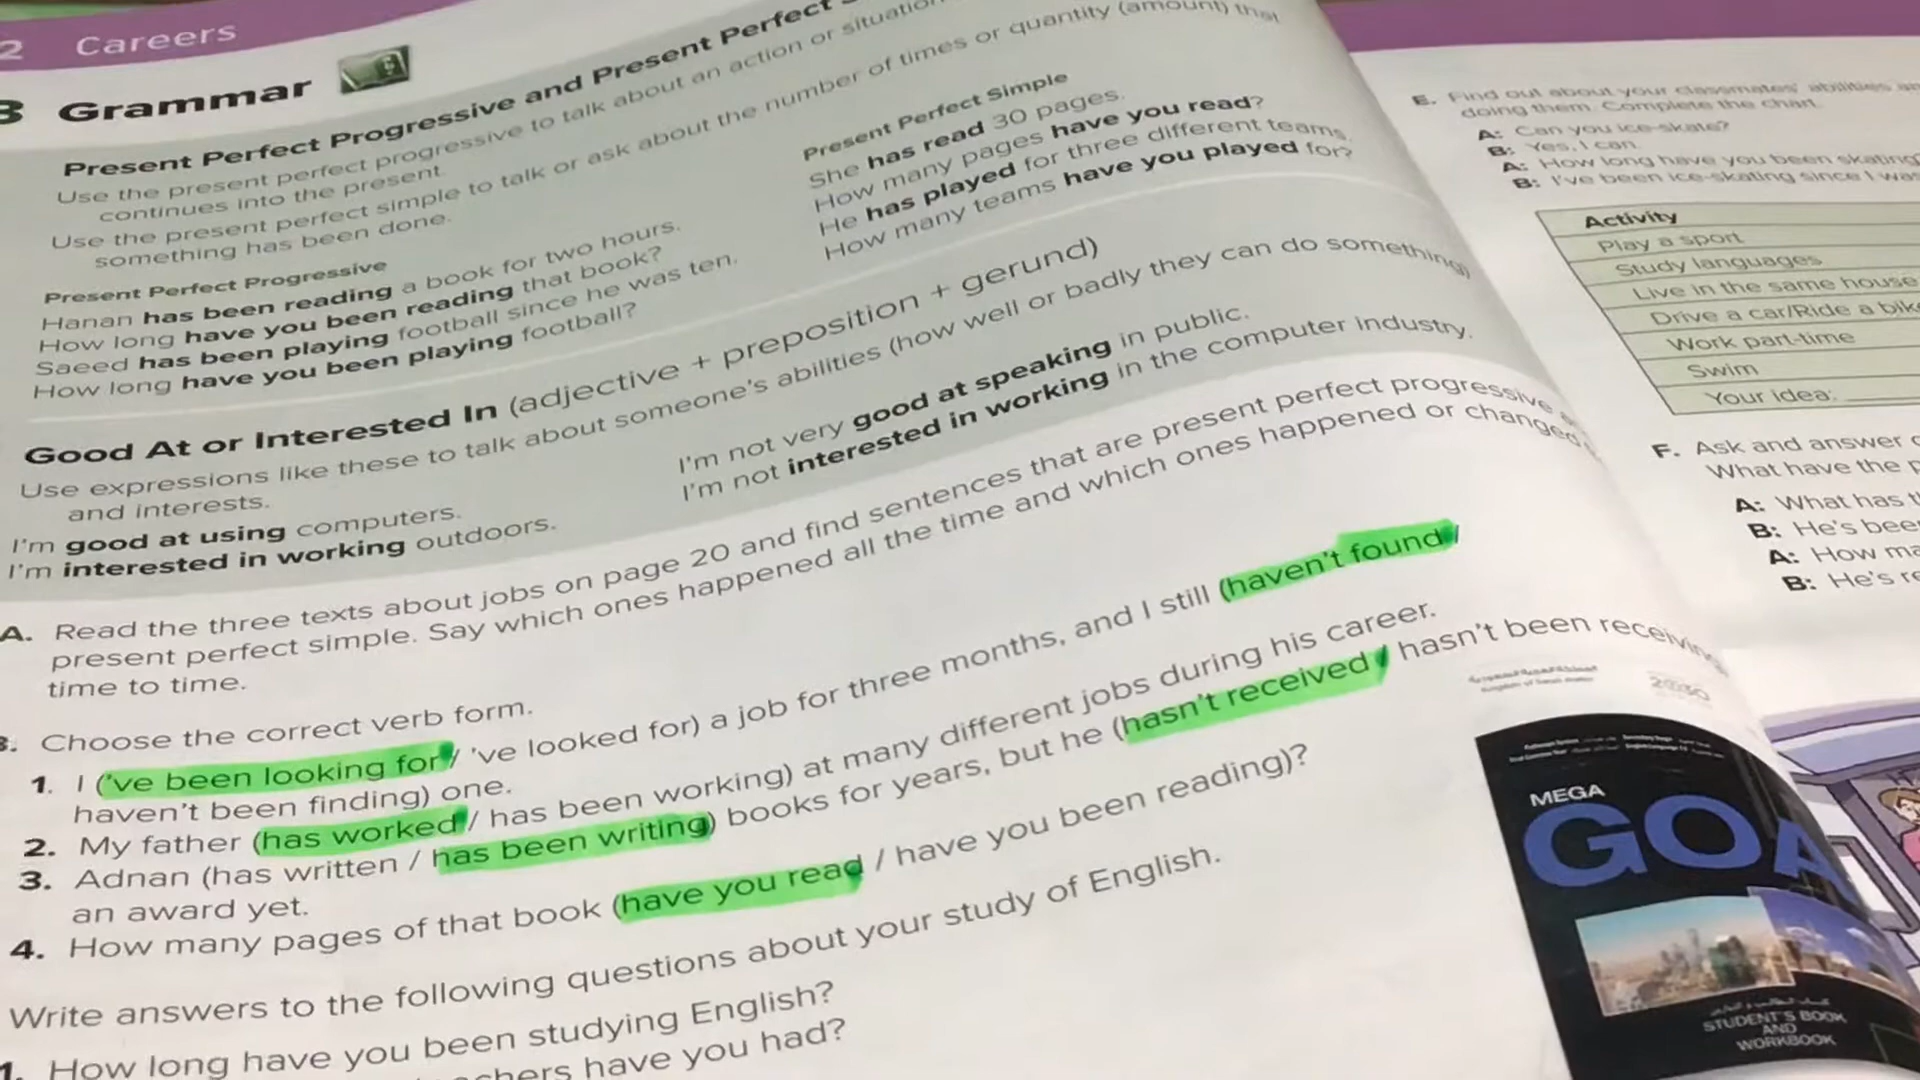 2 Careers
3 Grammar
Present Perfect Progressive and Present Perfect
Use the present perfect progressive to talk about an action or situation
continues into the present.
Use the present perfect simple to talk or ask about the number of times or quantity (amount) that
something has been done.
Present Perfect Progressive
Hanan has been reading a book for two hours.
How long have you been reading that book?
Saeed has been playing football since he was ten.
How long have you been playing football?
Present Perfect Simple
She has read 30 pages.
How many pages have you read?
He has played for three different teams.
How many teams have you played for?
Good At or Interested In (adjective + preposition + gerund)
Use expressions like these to talk about someone's abilities (how well or badly they can do something)
and interests.
I'm good at using computers.
I'm interested in working outdoors.
I'm not very good at speaking in public.
I'm not interested in working in the computer industry.
A. Read the three texts about jobs on page 20 and find sentences that are present perfect progressive
present perfect simple. Say which ones happened all the time and which ones happened or changed
time to time.
B. Choose the correct verb form.
1. I ('ve been looking for / 've looked for) a job for three months, and I still (haven't found /
haven't been finding) one.
2. My father (has worked / has been working) at many different jobs during his career.
3. Adnan (has written / has been writing) books for years, but he (hasn't received / hasn't been receiving
an award yet.
4. How many pages of that book (have you read / have you been reading)?
Write answers to the following questions about your study of English.
1. How long have you been studying English?
have you had?
E. Find out about your classmates' abilities
doing them. Complete the chart.
A: Can you ice-skate?
B: Yes, I can.
A: How long have you been skating?
B: I've been ice-skating since I was
Activity
Play a sport
Study languages
Live in the same house
Drive a car/Ride a bike
Work part-time
Swim
Your idea:
F. Ask and answer
What have the
A: What has
B: He's been
A: How
B: He's
2030
MEGA
GOA
STUDENT'S BOOK
AND
WORKBOOK